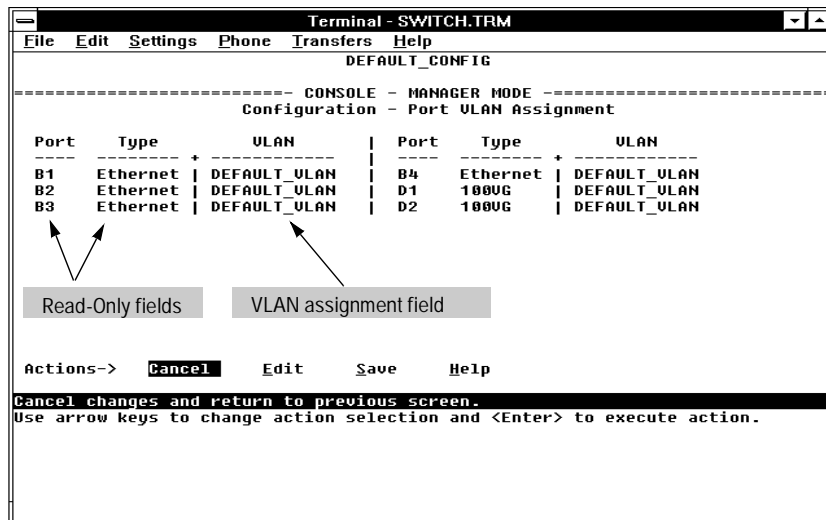 Terminal - SWITCH.TRM
File Edit Settings Phone Transfers Help
DEFAULT_CONFIG
==========================- CONSOLE - MANAGER MODE -===========================
Configuration - Port VLAN Assignment
Port Type VLAN | Port Type VLAN
---- -------- + ------------- | ---- -------- + -------------
B1 Ethernet | DEFAULT_VLAN | B4 Ethernet | DEFAULT_VLAN
B2 Ethernet | DEFAULT_VLAN | D1 100VG | DEFAULT_VLAN
B3 Ethernet | DEFAULT_VLAN | D2 100VG | DEFAULT_VLAN
Read-Only fields VLAN assignment field
Actions-> Cancel Edit Save Help
Cancel changes and return to previous screen.
Use arrow keys to change action selection and <Enter> to execute action.